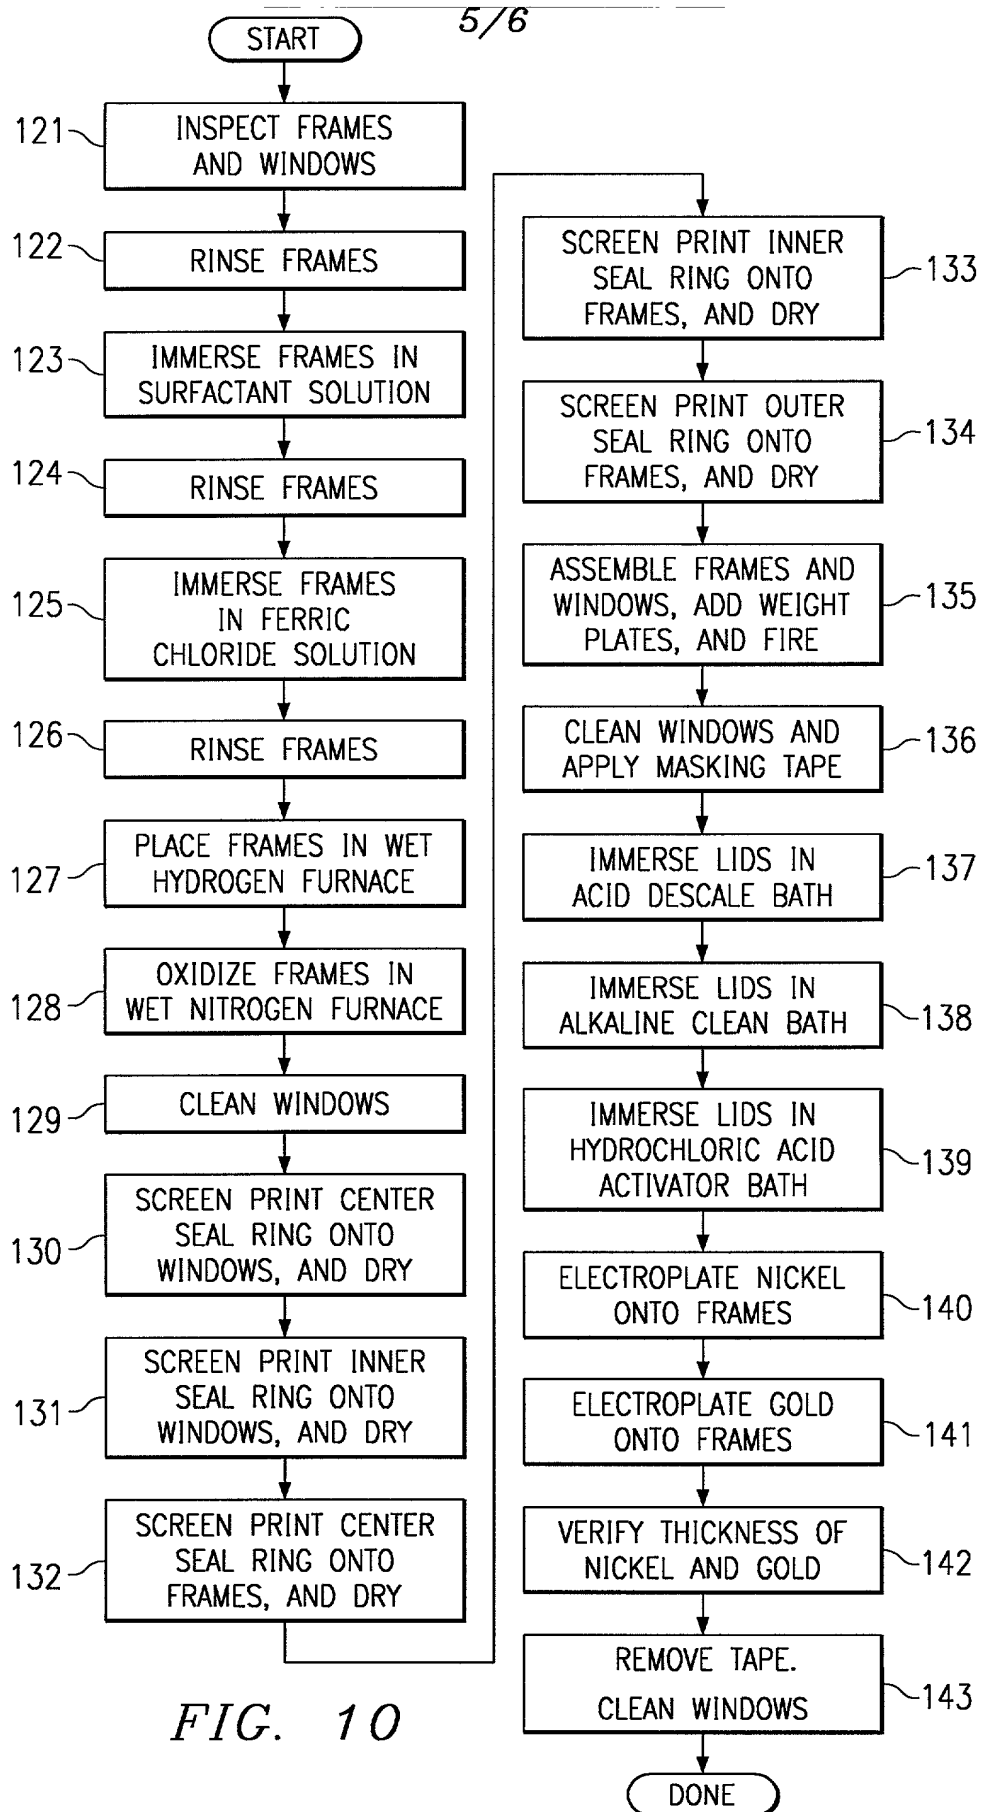 5/6
START
121
INSPECT FRAMES
AND WINDOWS
122
RINSE FRAMES
123
IMMERSE FRAMES IN
SURFACTANT SOLUTION
124
RINSE FRAMES
125
IMMERSE FRAMES
IN FERRIC
CHLORIDE SOLUTION
126
RINSE FRAMES
127
PLACE FRAMES IN WET
HYDROGEN FURNACE
128
OXIDIZE FRAMES IN
WET NITROGEN FURNACE
129
CLEAN WINDOWS
130
SCREEN PRINT CENTER
SEAL RING ONTO
WINDOWS, AND DRY
131
SCREEN PRINT INNER
SEAL RING ONTO
WINDOWS, AND DRY
132
SCREEN PRINT CENTER
SEAL RING ONTO
FRAMES, AND DRY
SCREEN PRINT INNER
SEAL RING ONTO
FRAMES, AND DRY
133
SCREEN PRINT OUTER
SEAL RING ONTO
FRAMES, AND DRY
134
ASSEMBLE FRAMES AND
WINDOWS, ADD WEIGHT
PLATES, AND FIRE
135
CLEAN WINDOWS AND
APPLY MASKING TAPE
136
IMMERSE LIDS IN
ACID DESCALE BATH
137
IMMERSE LIDS IN
ALKALINE CLEAN BATH
138
IMMERSE LIDS IN
HYDROCHLORIC ACID
ACTIVATOR BATH
139
ELECTROPLATE NICKEL
ONTO FRAMES
140
ELECTROPLATE GOLD
ONTO FRAMES
141
VERIFY THICKNESS OF
NICKEL AND GOLD
142
REMOVE TAPE.
CLEAN WINDOWS
143
DONE
FIG. 10